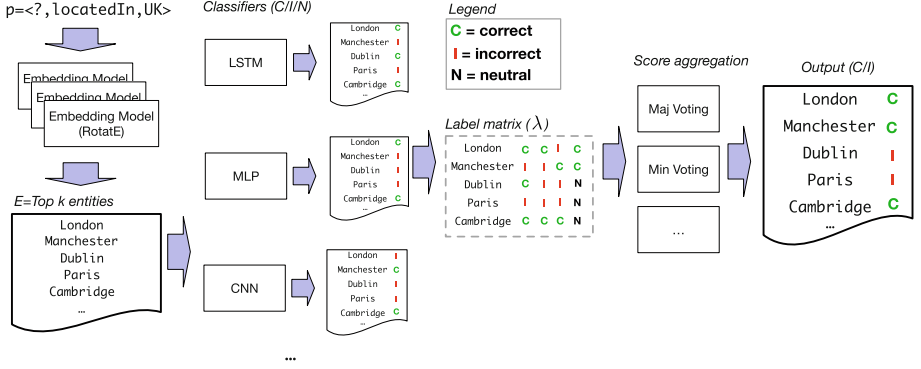 p=<?,locatedIn,UK>
Embedding Model
Embedding Model
Embedding Model
(RotatE)
E=Top k entities
London
Manchester
Dublin
Paris
Cambridge
...
Classifiers (C/I/N)
LSTM
London C
Manchester I
Dublin C
Paris I
Cambridge C
...
MLP
London C
Manchester I
Dublin I
Paris I
Cambridge C
...
CNN
London I
Manchester C
Dublin I
Paris I
Cambridge C
...
...
Legend
C = correct
I = incorrect
N = neutral
Label matrix (λ)
London C C I C
Manchester I I C C
Dublin C I I N
Paris I I I N
Cambridge C C C N
Score aggregation
Maj Voting
Min Voting
...
Output (C/I)
London C
Manchester C
Dublin I
Paris I
Cambridge C
...